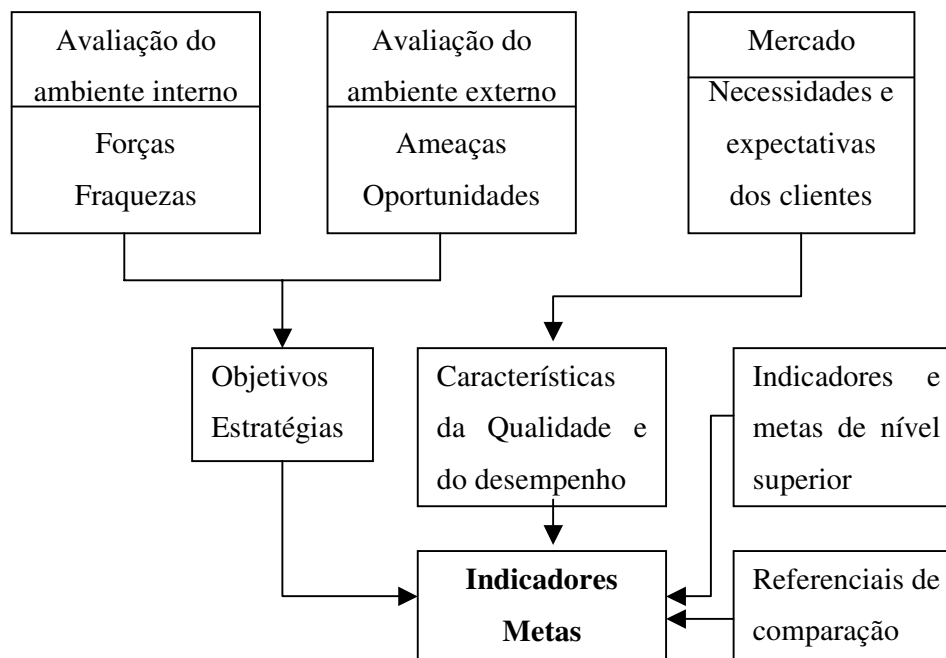 Avaliação do
ambiente interno
Forças
Fraquezas
Avaliação do
ambiente externo
Ameaças
Oportunidades
Mercado
Necessidades e
expectativas
dos clientes
Objetivos
Estratégias
Características
da Qualidade e
do desempenho
Indicadores e
metas de nível
superior
Indicadores
Metas
Referenciais de
comparação